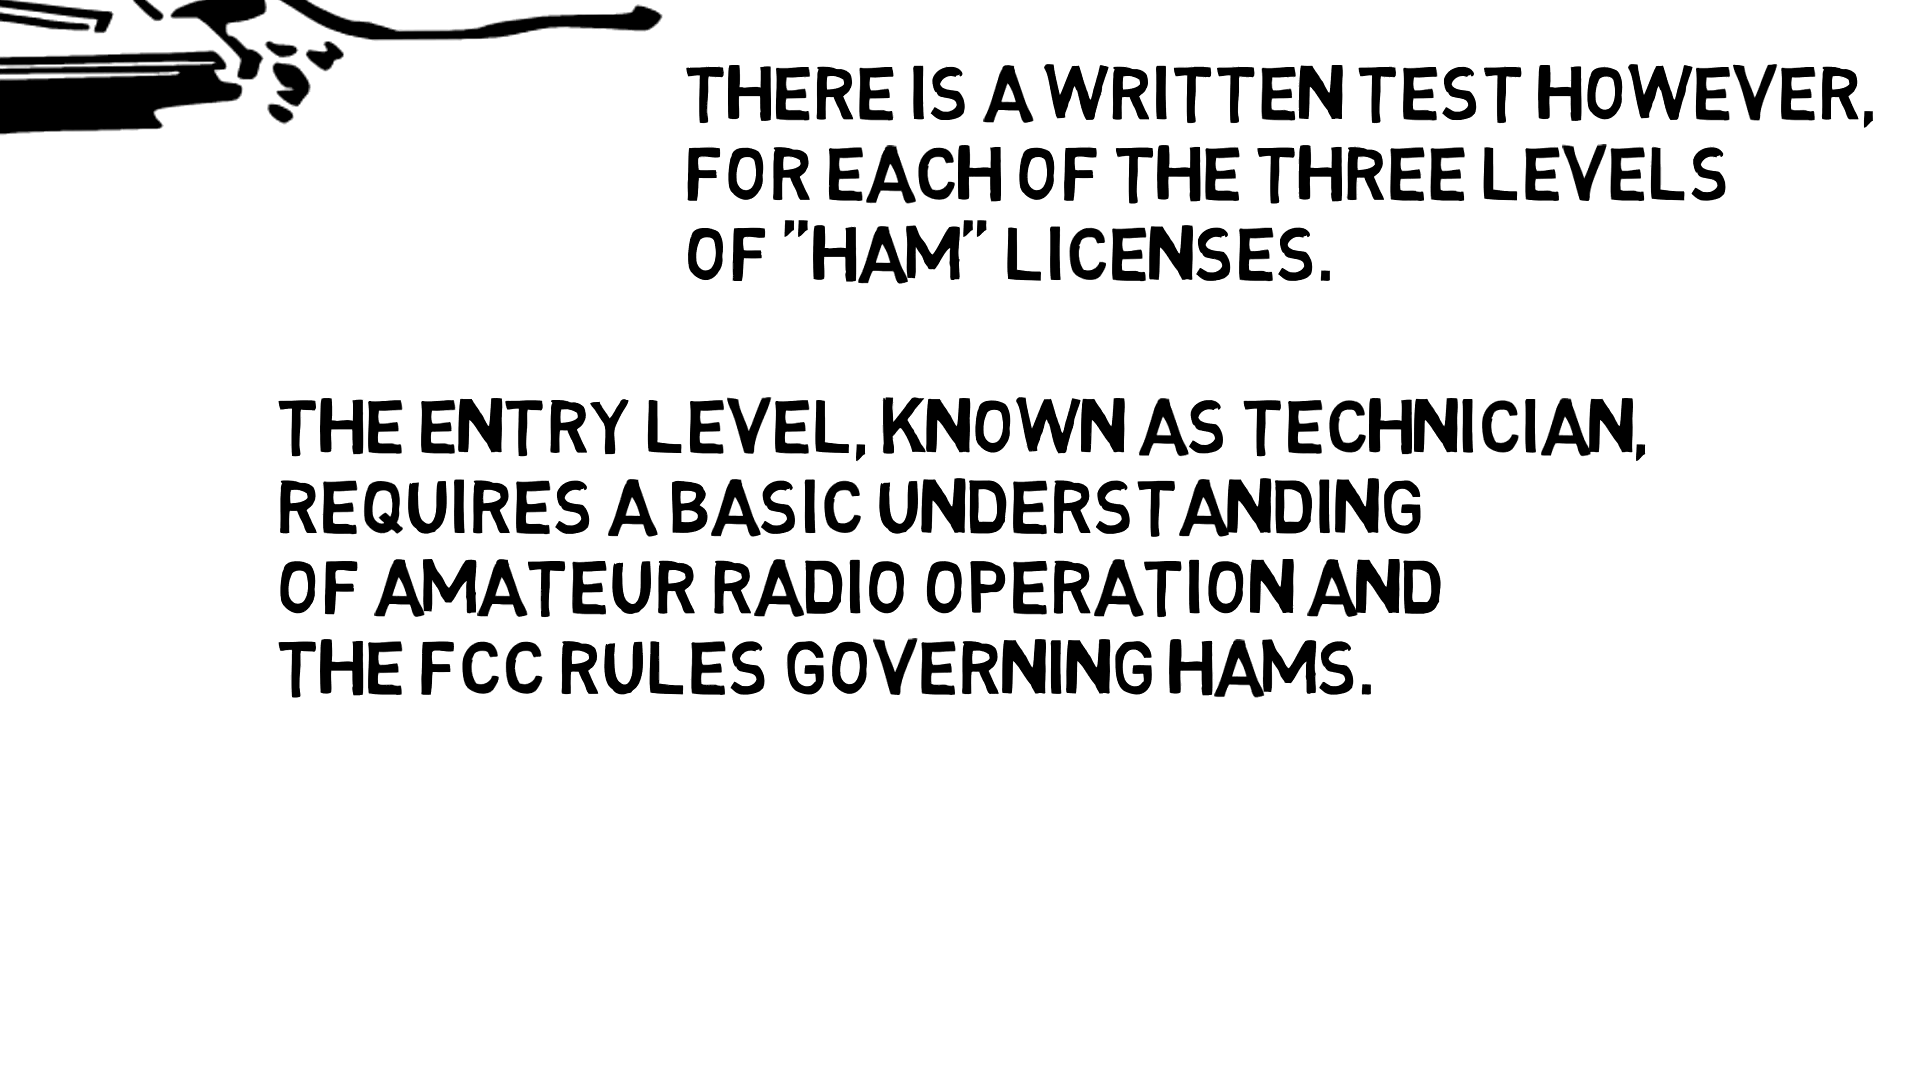 THERE IS A WRITTEN TEST HOWEVER,
FOR EACH OF THE THREE LEVELS
OF "HAM" LICENSES.
THE ENTRY LEVEL, KNOWN AS TECHNICIAN,
REQUIRES A BASIC UNDERSTANDING
OF AMATEUR RADIO OPERATION AND
THE FCC RULES GOVERNING HAMS.